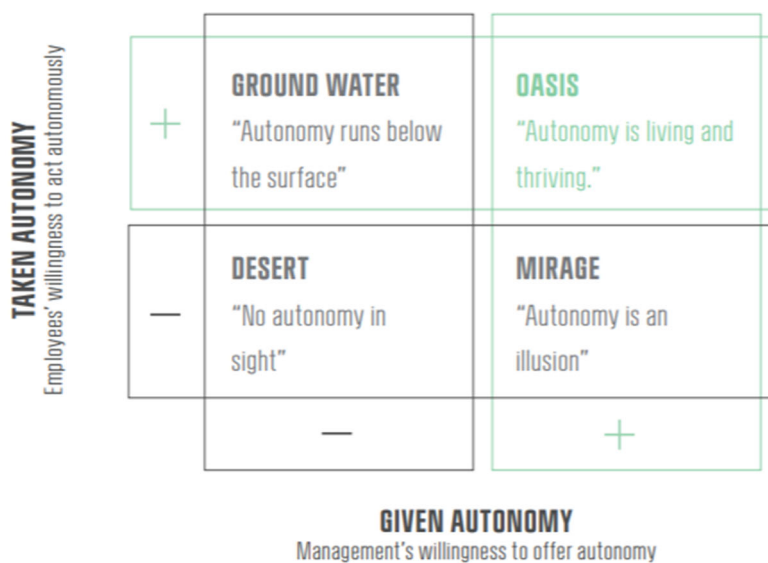 TAKEN AUTONOMY
Employees' willingness to act autonomously
+
GROUND WATER
“Autonomy runs below
the surface”
OASIS
“Autonomy is living and
thriving.”
—
DESERT
“No autonomy in
sight”
MIRAGE
“Autonomy is an
illusion”
—
+
GIVEN AUTONOMY
Management's willingness to offer autonomy